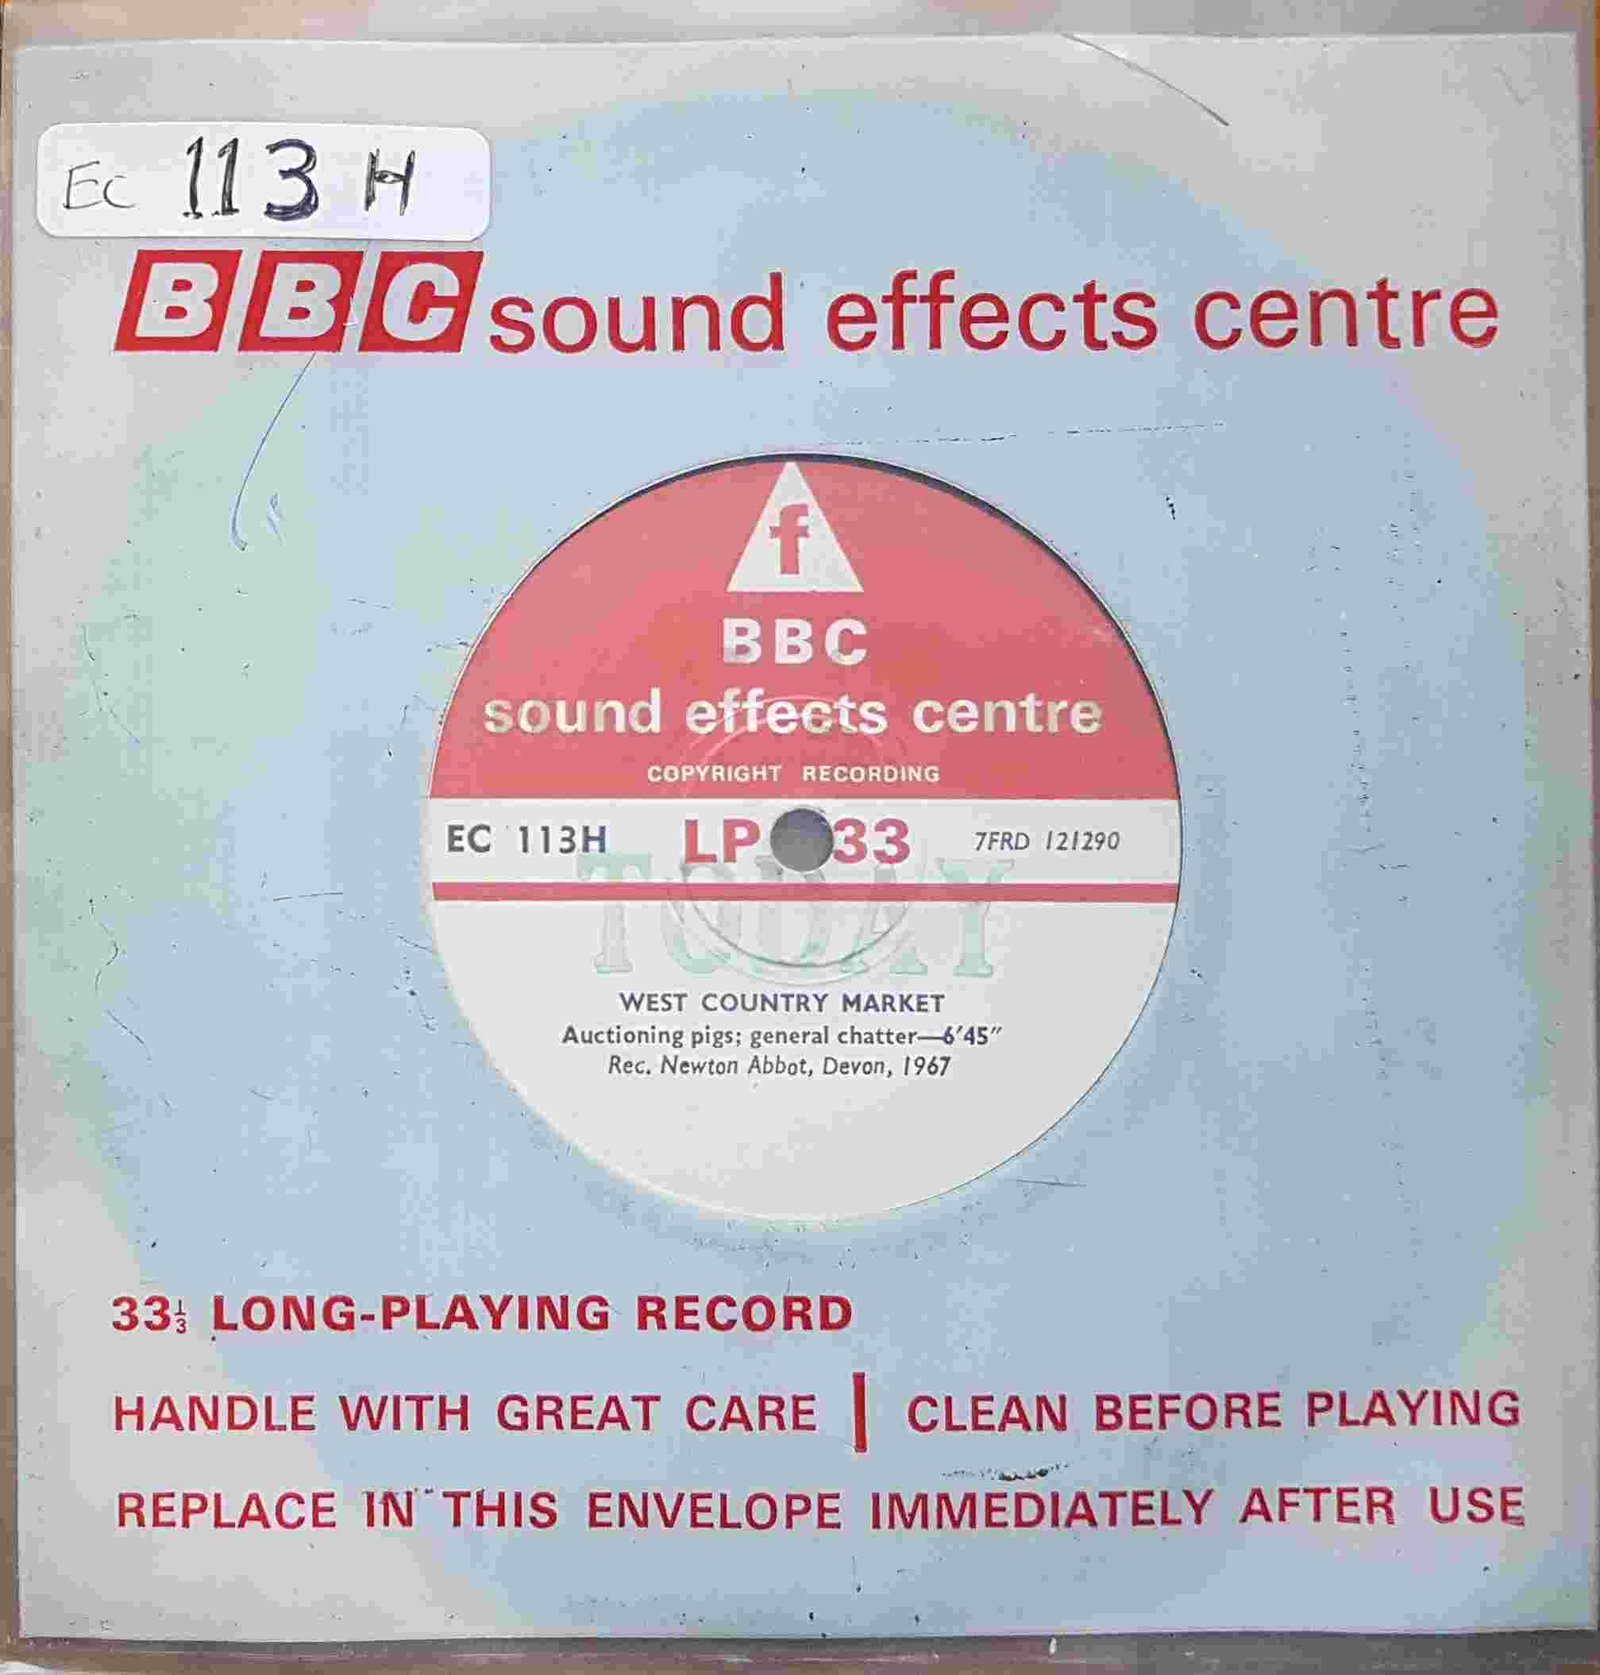 EC 113 H
BBC sound effects centre
f
BBC
sound effects centre
COPYRIGHT RECORDING
EC 113H LP 33 7FRD 121290
TODAY
WEST COUNTRY MARKET
Auctioning pigs; general chatter—6′45″
Rec. Newton Abbot, Devon, 1967
33⅓ LONG-PLAYING RECORD
HANDLE WITH GREAT CARE | CLEAN BEFORE PLAYING
REPLACE IN THIS ENVELOPE IMMEDIATELY AFTER USE